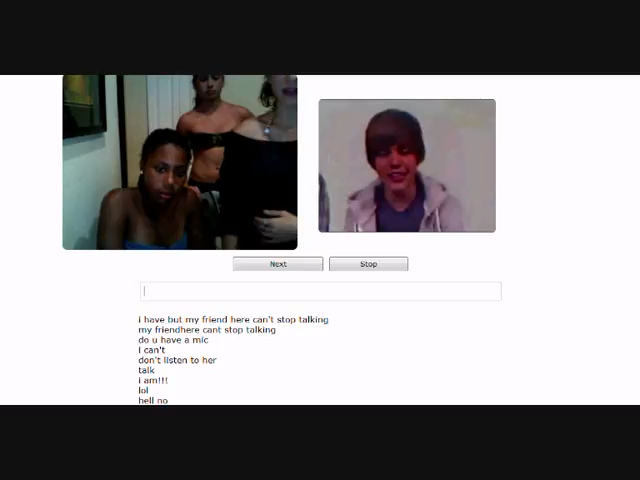 Next
Stop
i have but my friend here can't stop talking
my friendhere cant stop talking
do u have a mic
i can't
don't listen to her
talk
i am!!!
lol
hell no